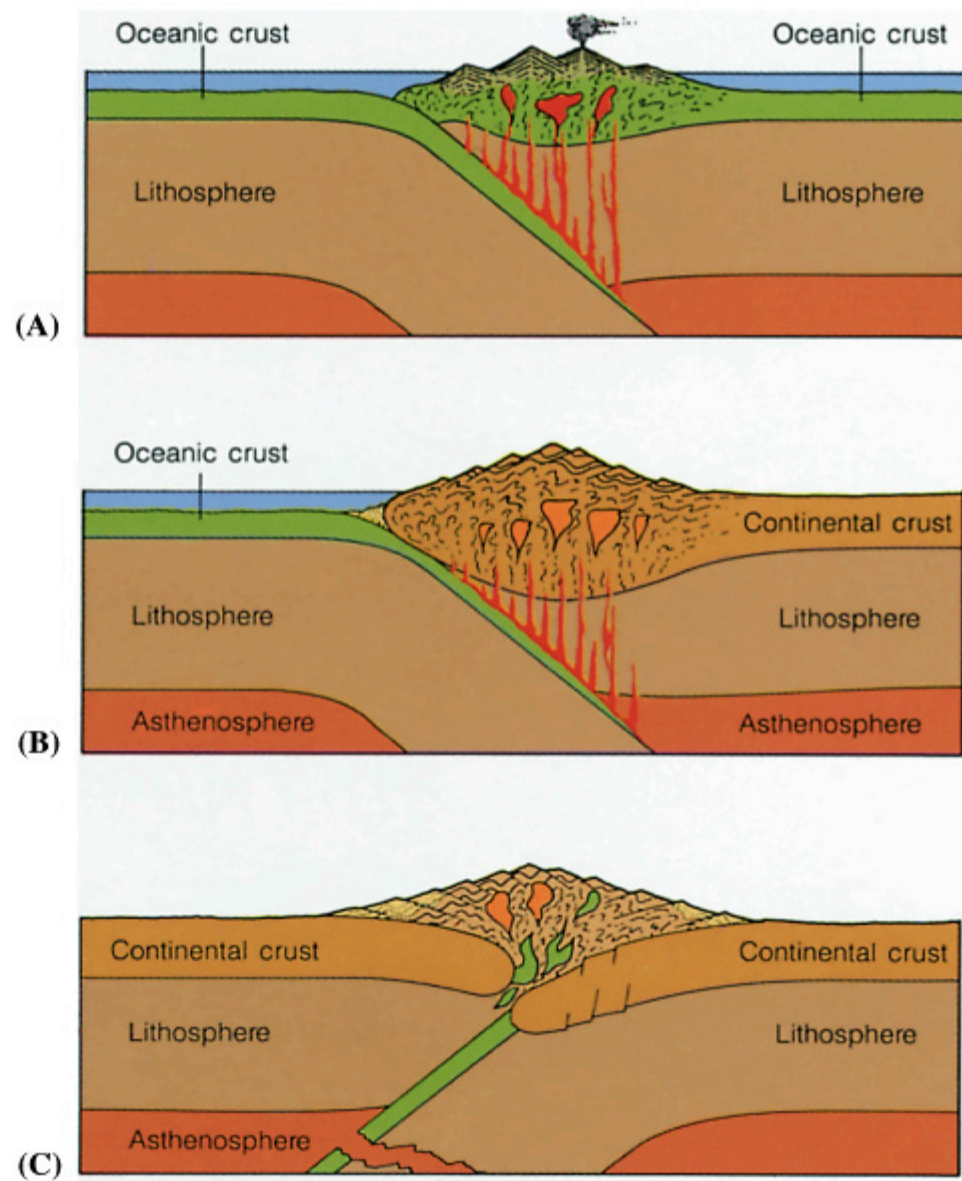 Oceanic crust
Oceanic crust
Lithosphere
Lithosphere
(A)
Oceanic crust
Continental crust
Lithosphere
Lithosphere
Asthenosphere
Asthenosphere
(B)
Continental crust
Continental crust
Lithosphere
Lithosphere
Asthenosphere
(C)